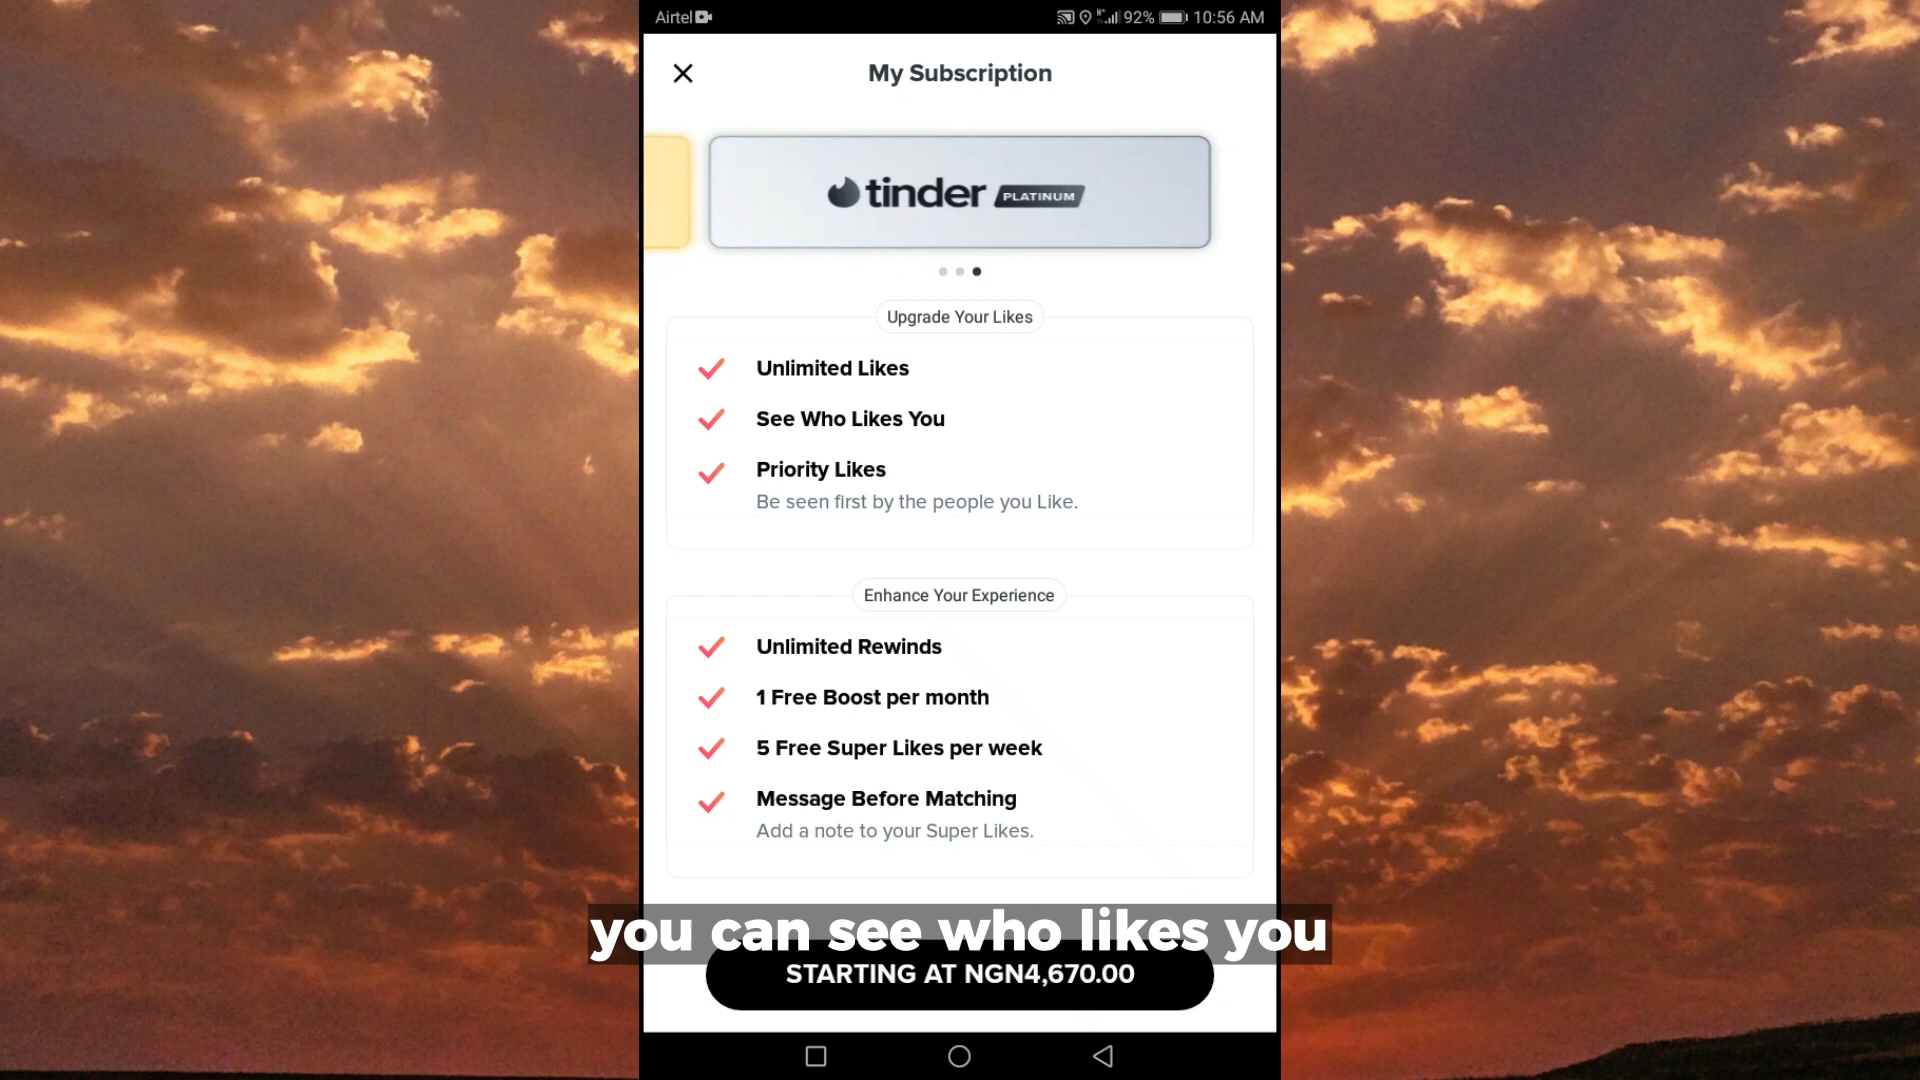 Airtel
92% 10:56 AM
My Subscription
tinder PLATINUM
Upgrade Your Likes
Unlimited Likes
See Who Likes You
Priority Likes
Be seen first by the people you Like.
Enhance Your Experience
Unlimited Rewinds
1 Free Boost per month
5 Free Super Likes per week
Message Before Matching
Add a note to your Super Likes.
you can see who likes you
STARTING AT NGN4,670.00